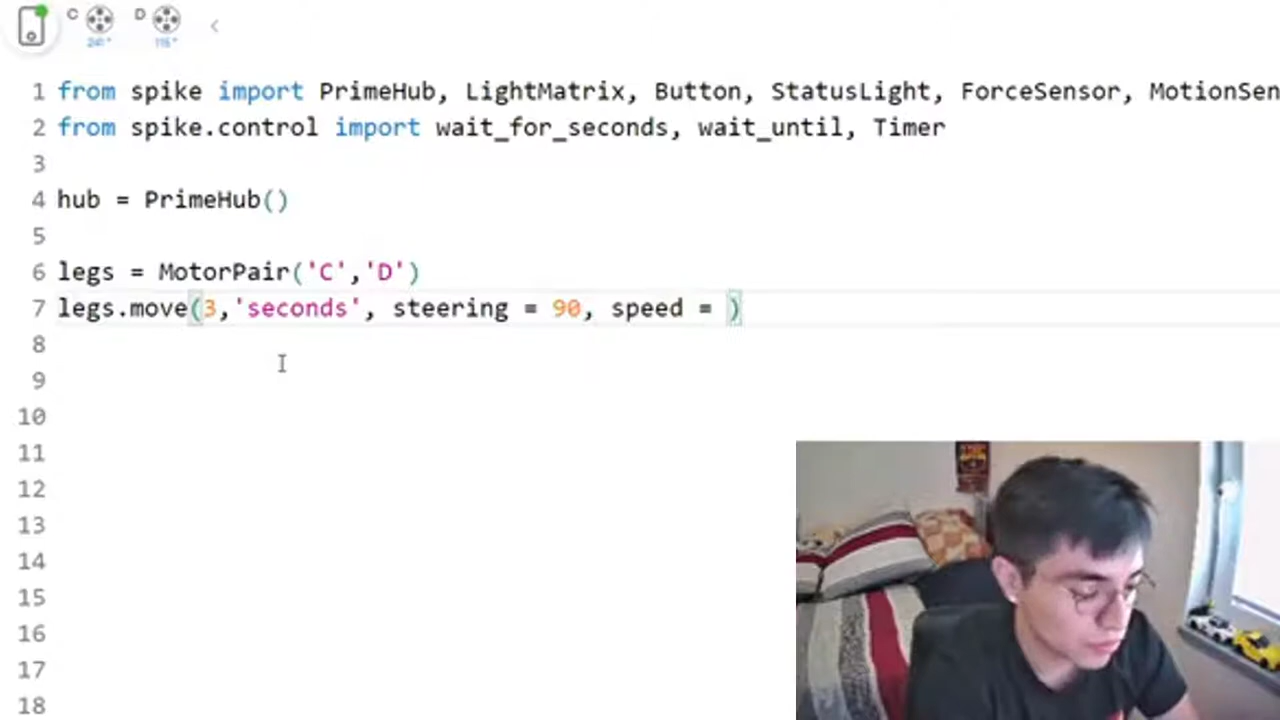 C D
241° 115°
1 from spike import PrimeHub, LightMatrix, Button, StatusLight, ForceSensor, MotionSen
2 from spike.control import wait_for_seconds, wait_until, Timer
3
4 hub = PrimeHub()
5
6 legs = MotorPair('C','D')
7 legs.move(3,'seconds', steering = 90, speed = )
8
9
10
11
12
13
14
15
16
17
18